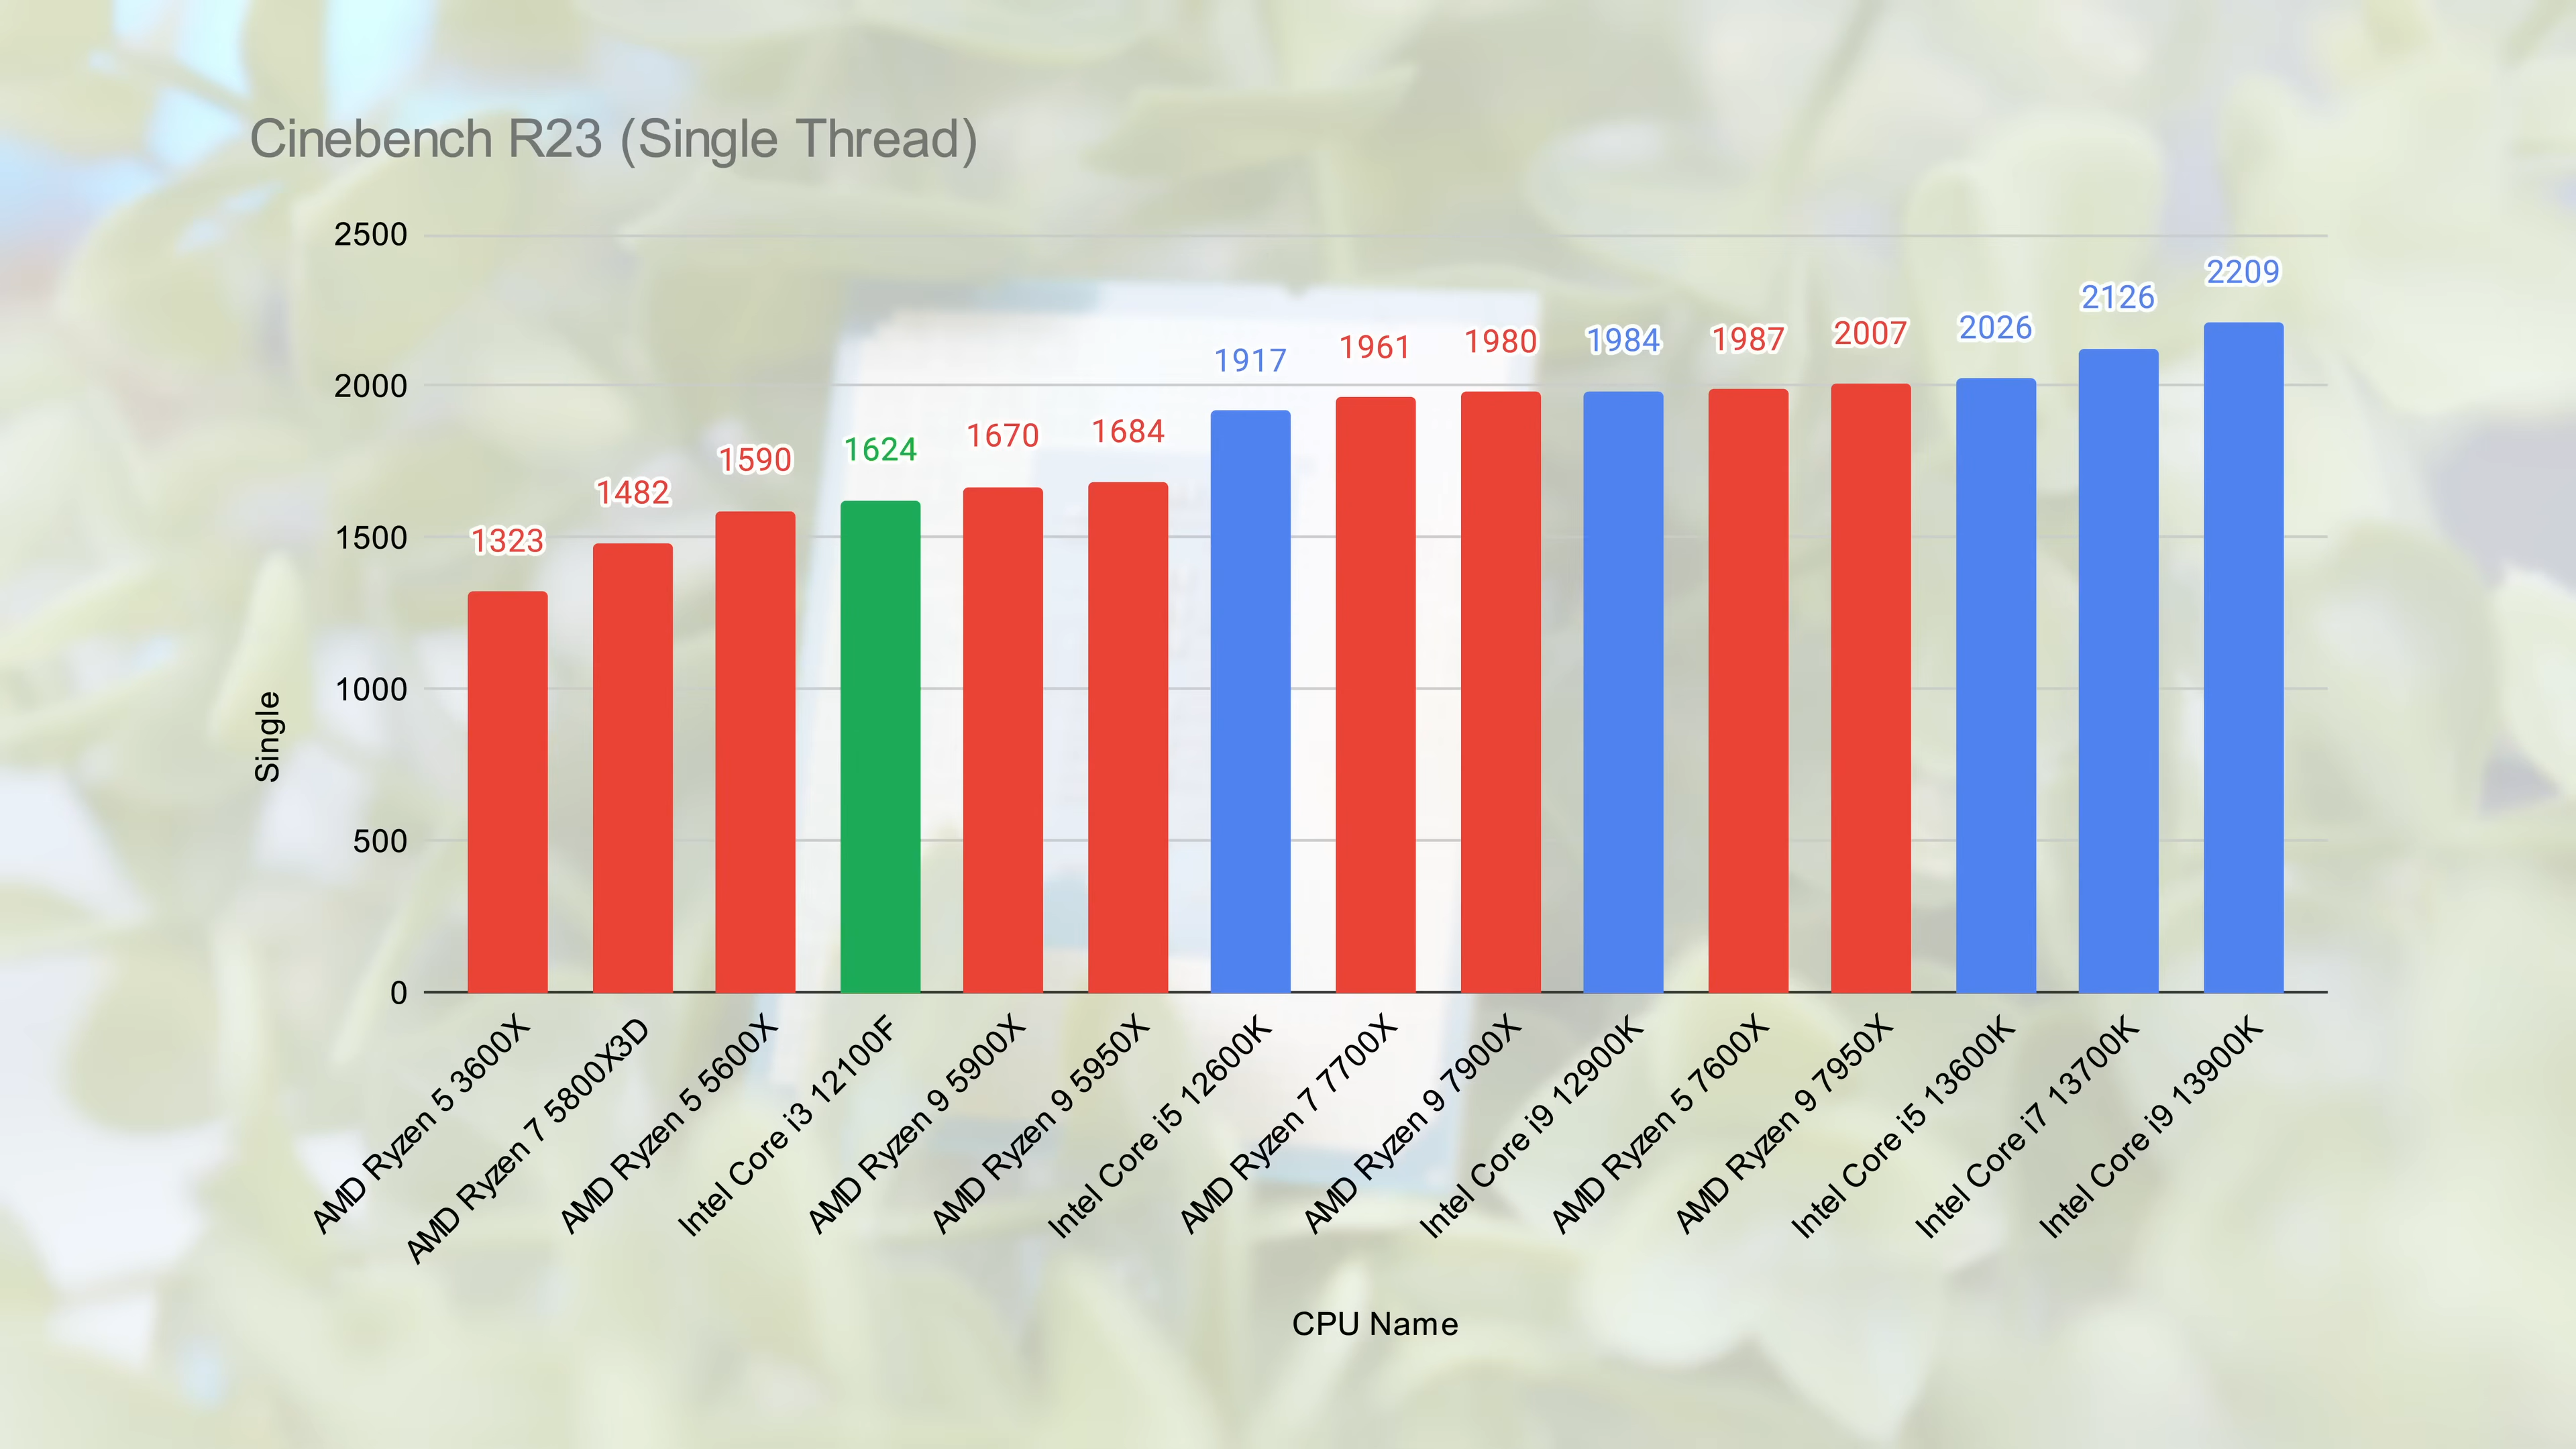 Cinebench R23 (Single Thread)
2500
2000
1500
1000
500
0
Single
1323
1482
1590
1624
1670
1684
1917
1961
1980
1984
1987
2007
2026
2126
2209
AMD Ryzen 5 3600X
AMD Ryzen 7 5800X3D
AMD Ryzen 5 5600X
Intel Core i3 12100F
AMD Ryzen 9 5900X
AMD Ryzen 9 5950X
Intel Core i5 12600K
AMD Ryzen 7 7700X
AMD Ryzen 9 7900X
Intel Core i9 12900K
AMD Ryzen 5 7600X
AMD Ryzen 9 7950X
Intel Core i5 13600K
Intel Core i7 13700K
Intel Core i9 13900K
CPU Name